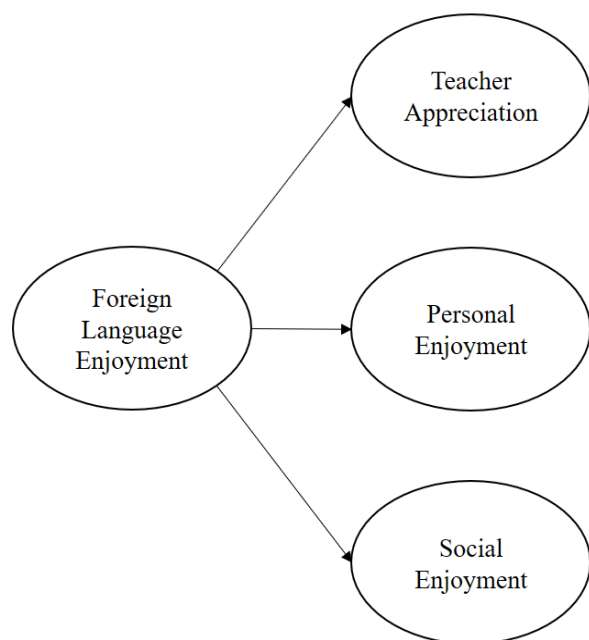 Teacher
Appreciation
Foreign
Language
Enjoyment
Personal
Enjoyment
Social
Enjoyment